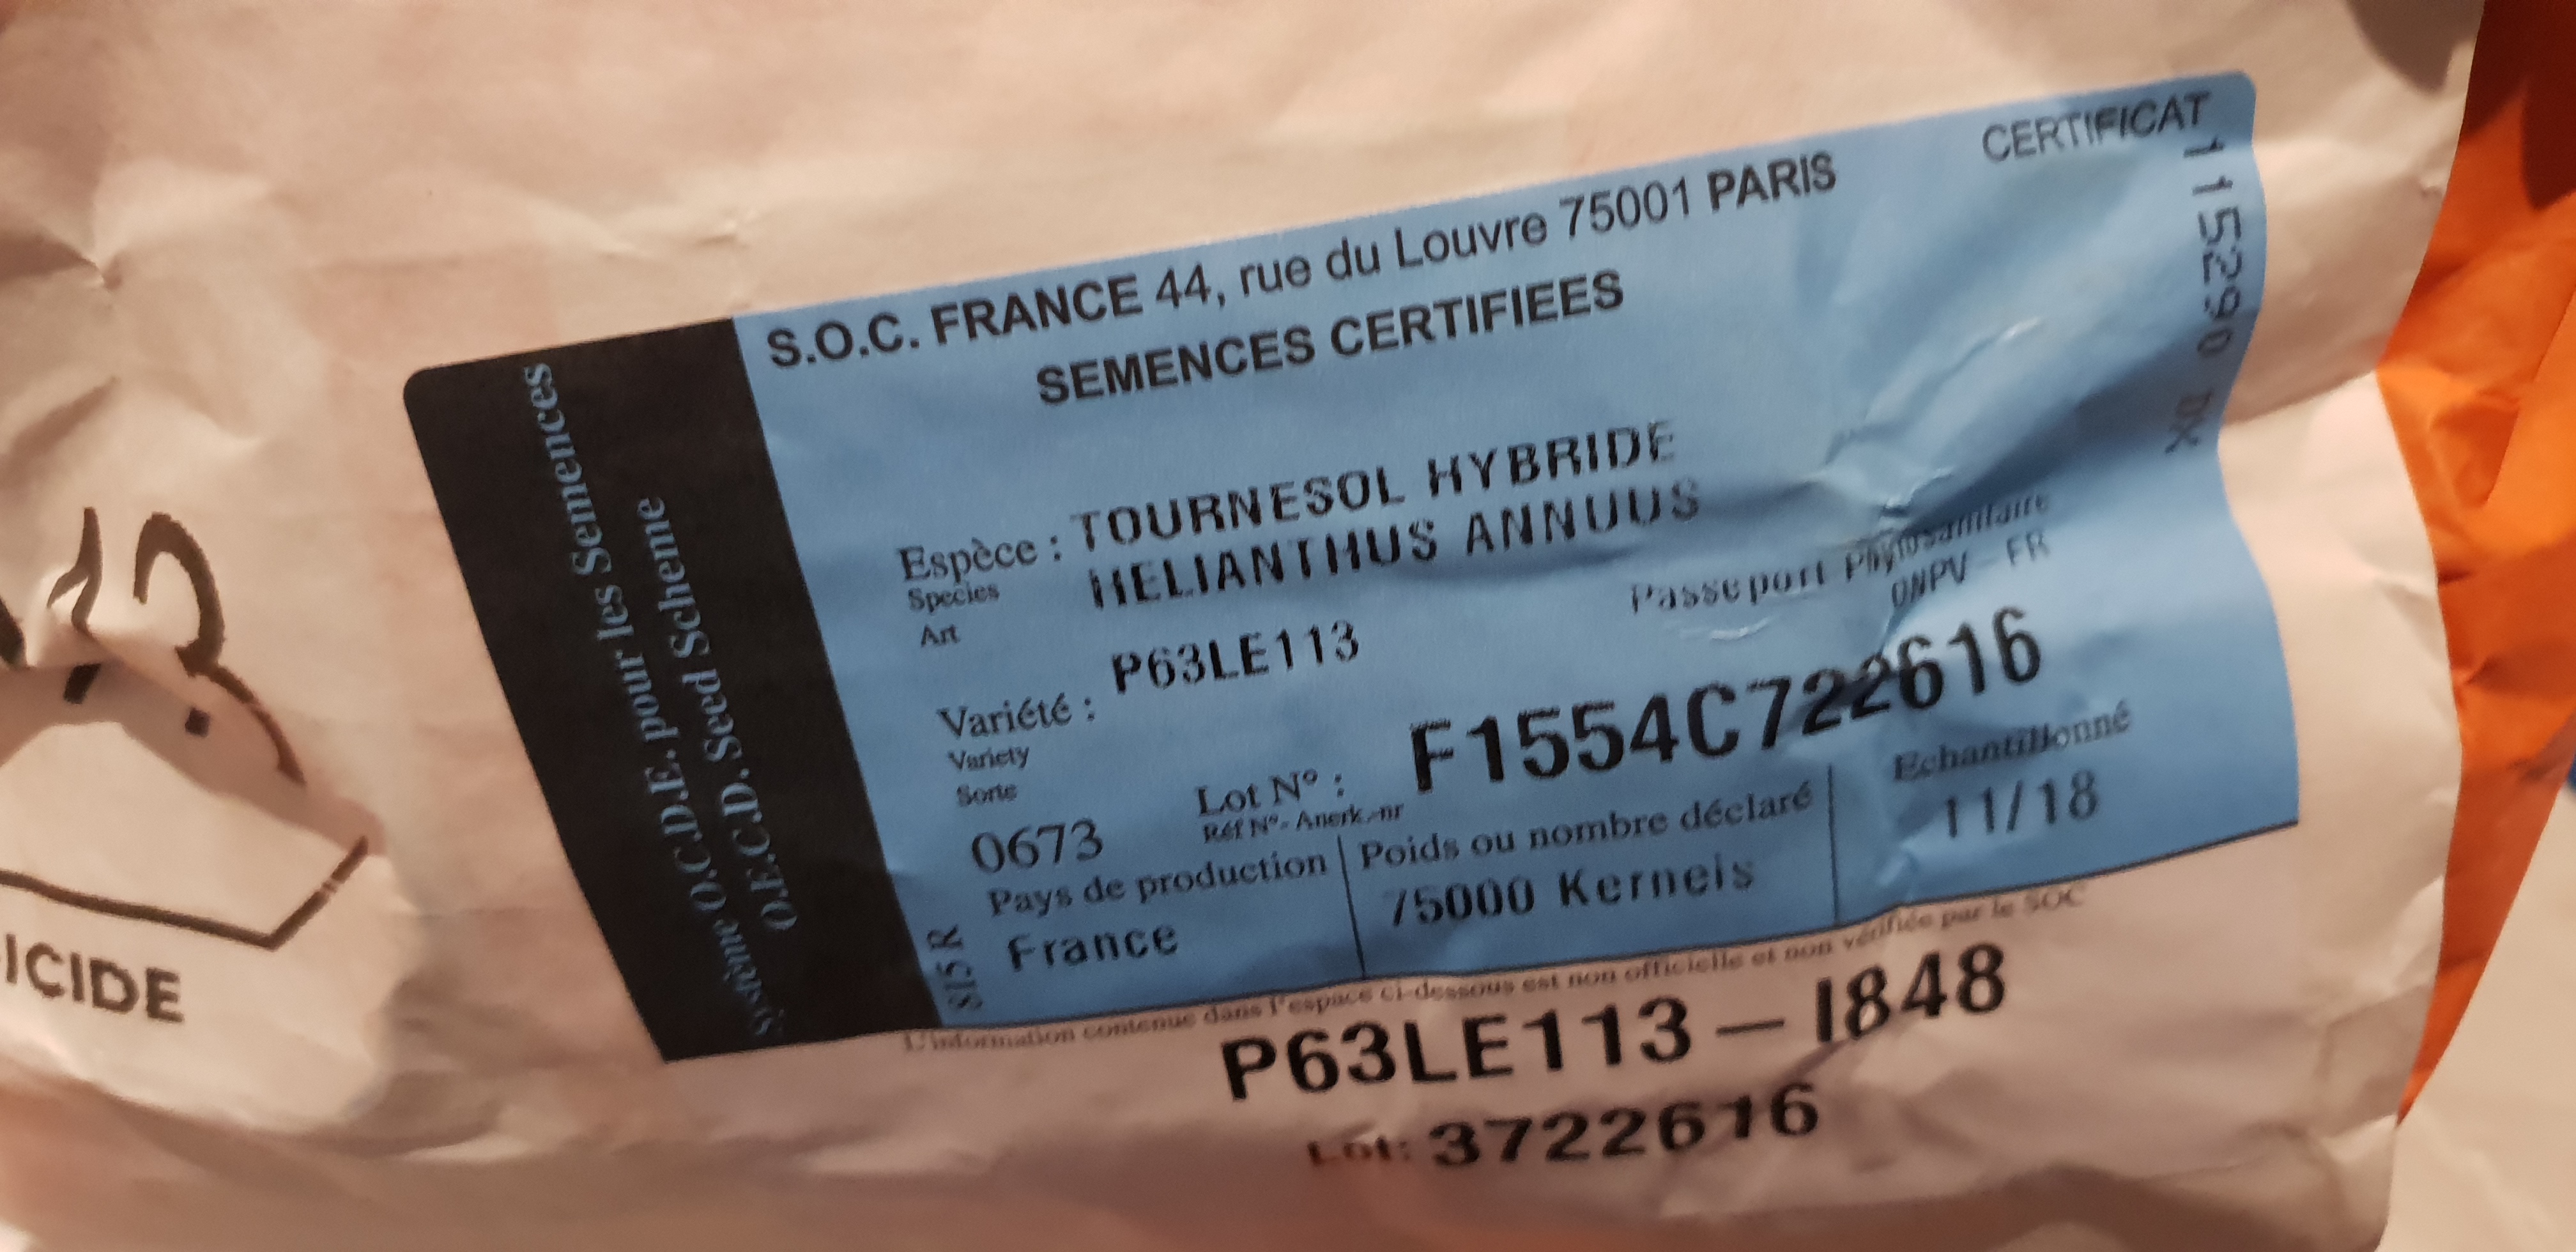 S.O.C. FRANCE 44, rue du Louvre 75001 PARIS
CERTIFICAT
SEMENCES CERTIFIEES
1152990 DX
Système O.C.D.E. pour les Semences
O.E.C.D. Seed Scheme
Espèce : TOURNESOL HYBRIDE
Species HELIANTHUS ANNUUS
Art
Passeport Phytosanitaire
ONPV - FR
Variété : P63LE113
Variety
Sorte
Lot N° : F1554C722616
Réf N°- Anerk.-nr
0673
Pays de production
France
Poids ou nombre déclaré
75000 Kerneis
Echantillonné
11/18
815R
L'information contenue dans l'espace ci-dessous est non officielle et non vérifiée par le SOC
P63LE113 - I848
Lot: 3722616
ICIDE